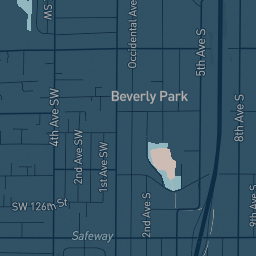 SW
Occidental Ave
5th Ave S
Beverly Park
4th Ave SW
8th Ave S
2nd Ave SW
1st Ave SW
2nd Ave S
9th Ave S
SW 126th St
Safeway